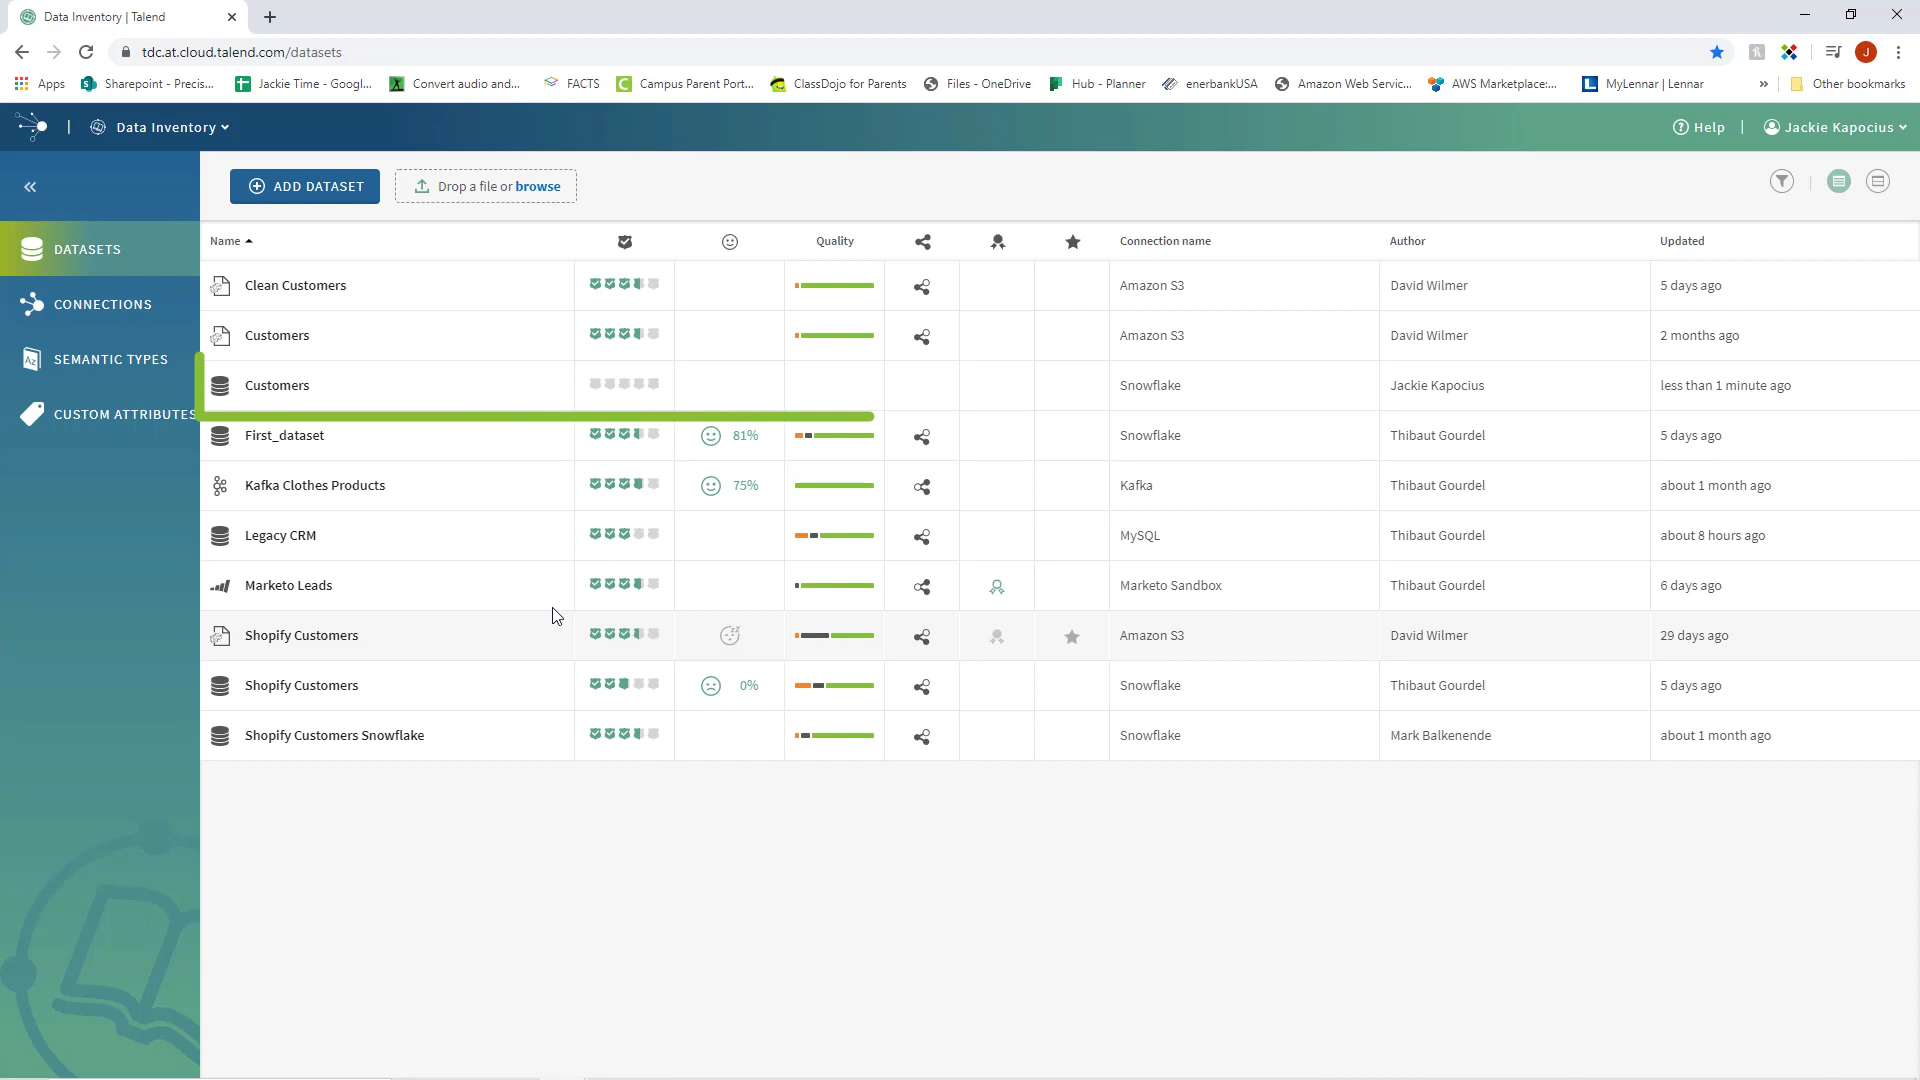 Data Inventory | Talend
tdc.at.cloud.talend.com/datasets
J
Apps Sharepoint - Precis... Jackie Time - Googl... Convert audio and... FACTS Campus Parent Port... ClassDojo for Parents Files - OneDrive Hub - Planner enerbankUSA Amazon Web Servic... AWS Marketplace:... MyLennar | Lennar » Other bookmarks
Data Inventory Help Jackie Kapocius
ADD DATASET Drop a file or browse
DATASETS
CONNECTIONS
SEMANTIC TYPES
CUSTOM ATTRIBUTES
Name Quality Connection name Author Updated
Clean Customers Amazon S3 David Wilmer 5 days ago
Customers Amazon S3 David Wilmer 2 months ago
Customers Snowflake Jackie Kapocius less than 1 minute ago
First_dataset 81% Snowflake Thibaut Gourdel 5 days ago
Kafka Clothes Products 75% Kafka Thibaut Gourdel about 1 month ago
Legacy CRM MySQL Thibaut Gourdel about 8 hours ago
Marketo Leads Marketo Sandbox Thibaut Gourdel 6 days ago
Shopify Customers Amazon S3 David Wilmer 29 days ago
Shopify Customers 0% Snowflake Thibaut Gourdel 5 days ago
Shopify Customers Snowflake Snowflake Mark Balkenende about 1 month ago